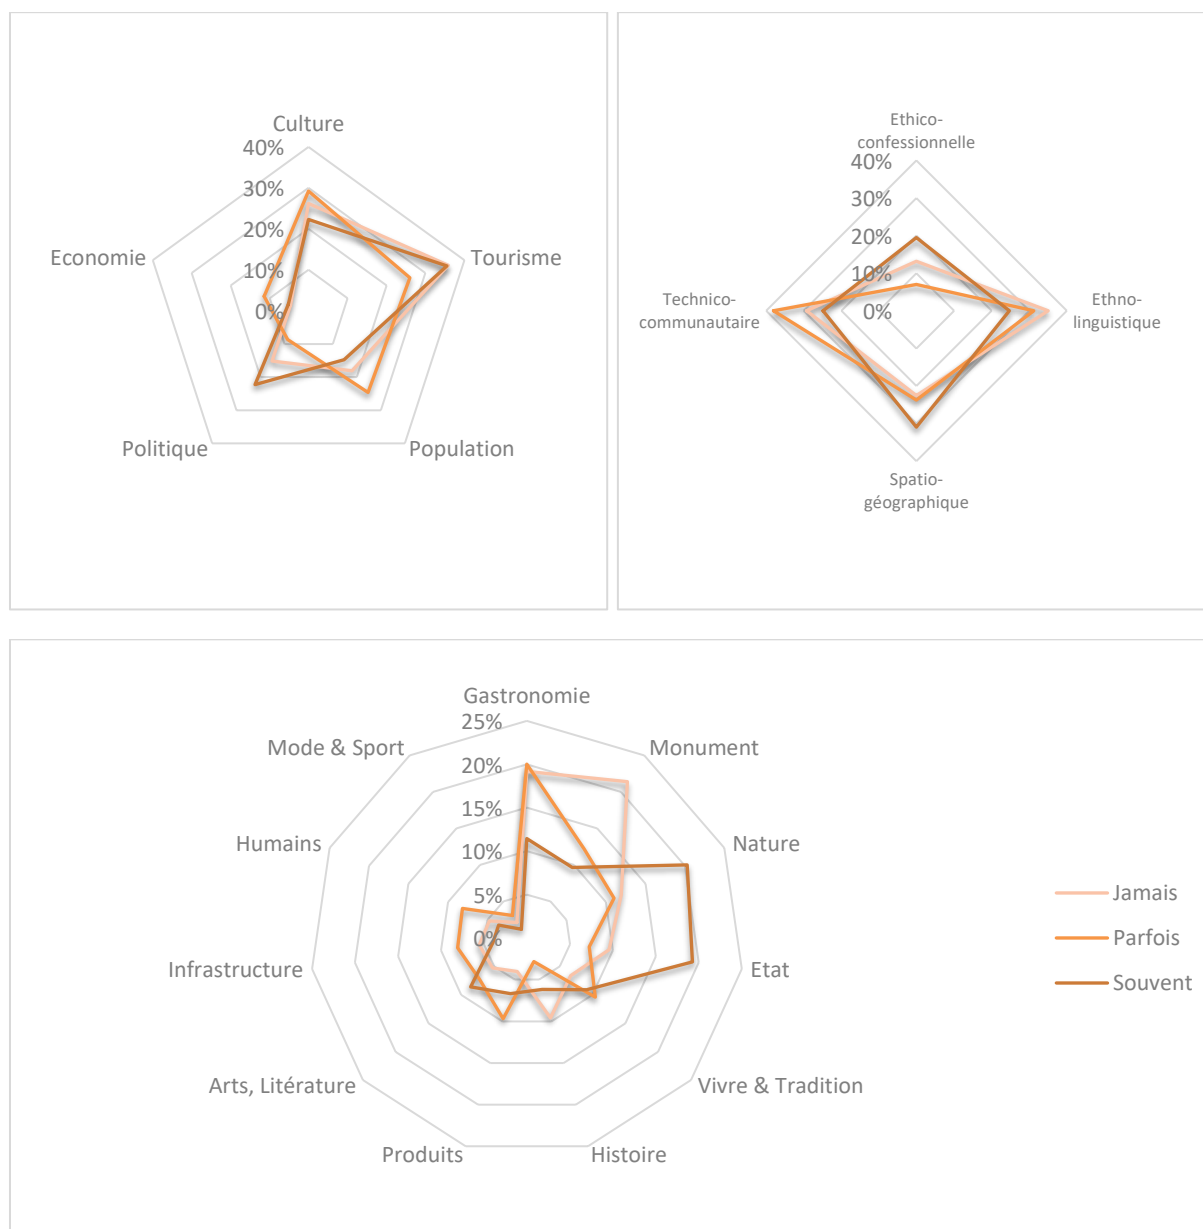 Culture
40%
30%
20%
10%
0%
Economie
Tourisme
Politique
Population
Ethico-
confessionnelle
40%
30%
20%
10%
0%
Technico-
communautaire
Ethno-
linguistique
Spatio-
géographique
Gastronomie
25%
20%
15%
10%
5%
0%
Mode & Sport
Monument
Humains
Nature
Infrastructure
Etat
Arts, Litérature
Vivre & Tradition
Produits
Histoire
Jamais
Parfois
Souvent